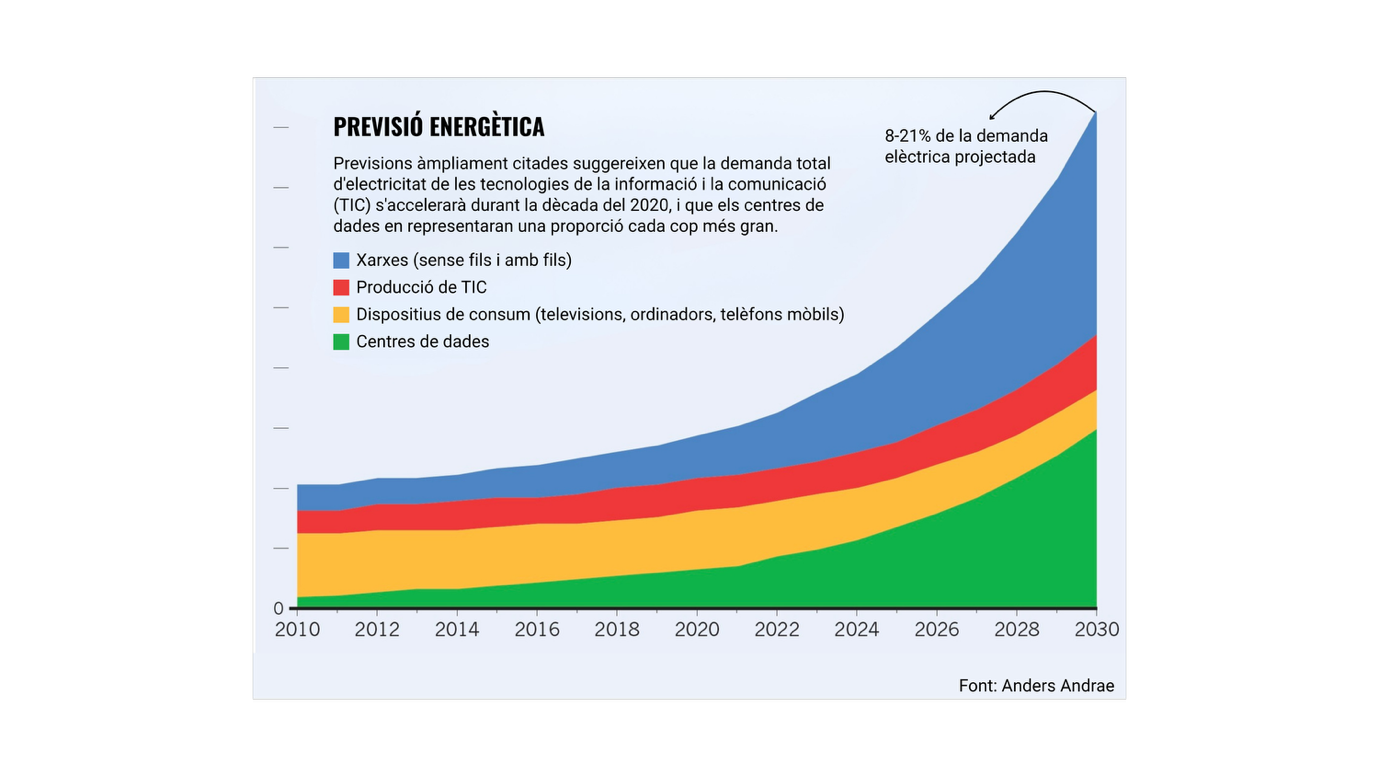 PREVISIÓ ENERGÈTICA
Previsions àmpliament citades suggereixen que la demanda total
d'electricitat de les tecnologies de la informació i la comunicació
(TIC) s'accelerarà durant la dècada del 2020, i que els centres de
dades en representaran una proporció cada cop més gran.
8-21% de la demanda
elèctrica projectada
Xarxes (sense fils i amb fils)
Producció de TIC
Dispositius de consum (televisions, ordinadors, telèfons mòbils)
Centres de dades
0
2010 2012 2014 2016 2018 2020 2022 2024 2026 2028 2030
Font: Anders Andrae